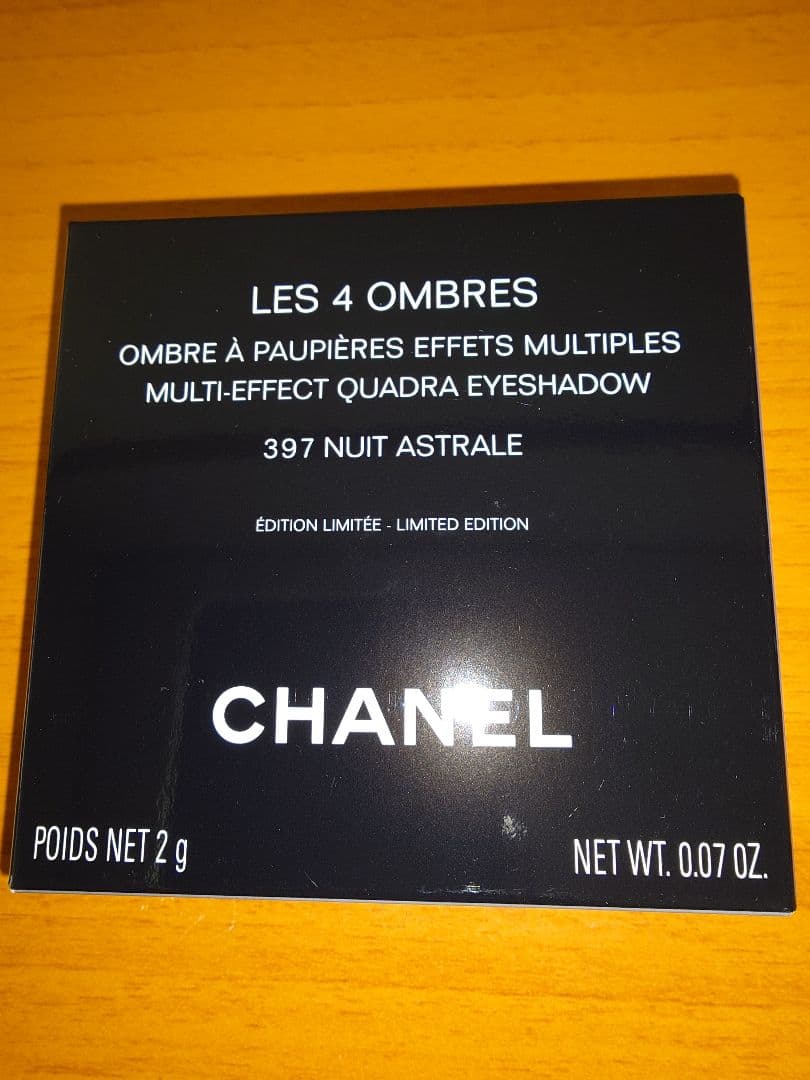 LES 4 OMBRES
OMBRE À PAUPIÈRES EFFETS MULTIPLES
MULTI-EFFECT QUADRA EYESHADOW
397 NUIT ASTRALE
ÉDITION LIMITÉE - LIMITED EDITION
CHANEL
POIDS NET 2 g NET WT. 0.07 OZ.